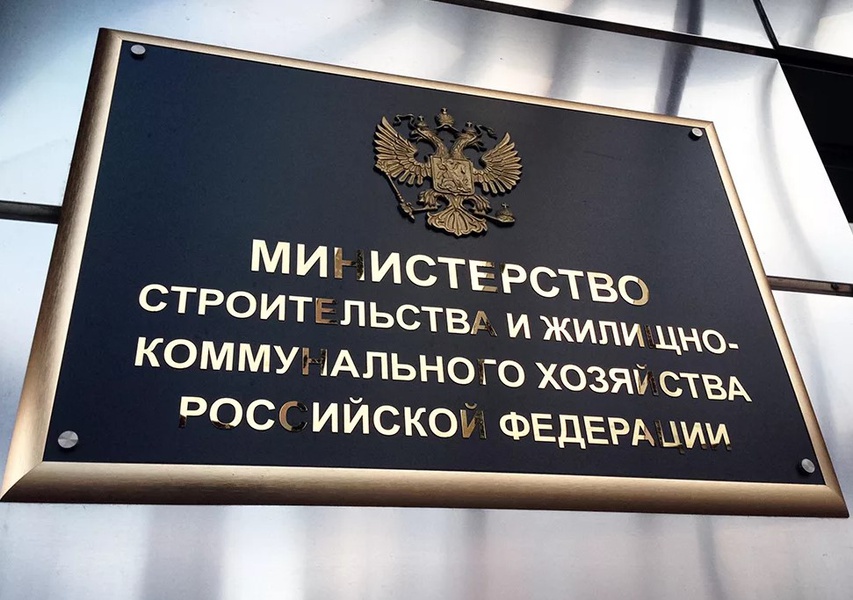 МИНИСТЕРСТВО
СТРОИТЕЛЬСТВА И ЖИЛИЩНО-
КОММУНАЛЬНОГО ХОЗЯЙСТВА
РОССИЙСКОЙ ФЕДЕРАЦИИ